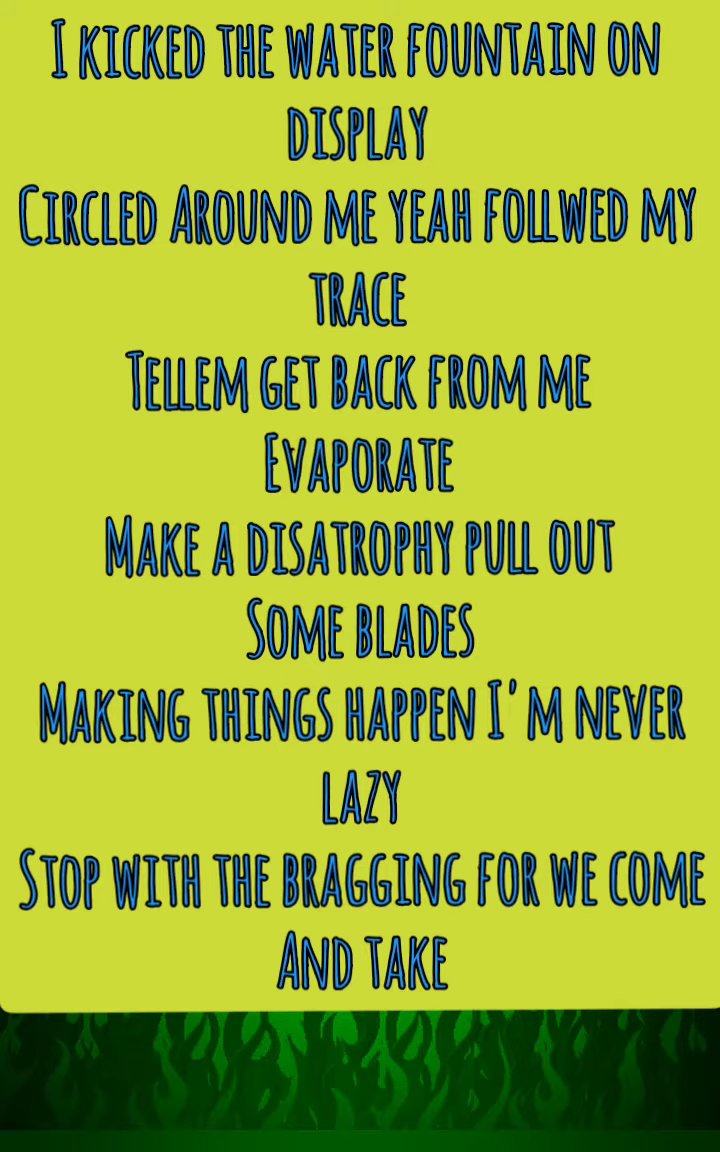 I kicked the water fountain on
display
Circled Around me yeah follwed my
trace
Tellem get back from me
Evaporate
Make a disatrophy pull out
Some blades
Making things happen I'm never
lazy
Stop with the bragging for we come
And take